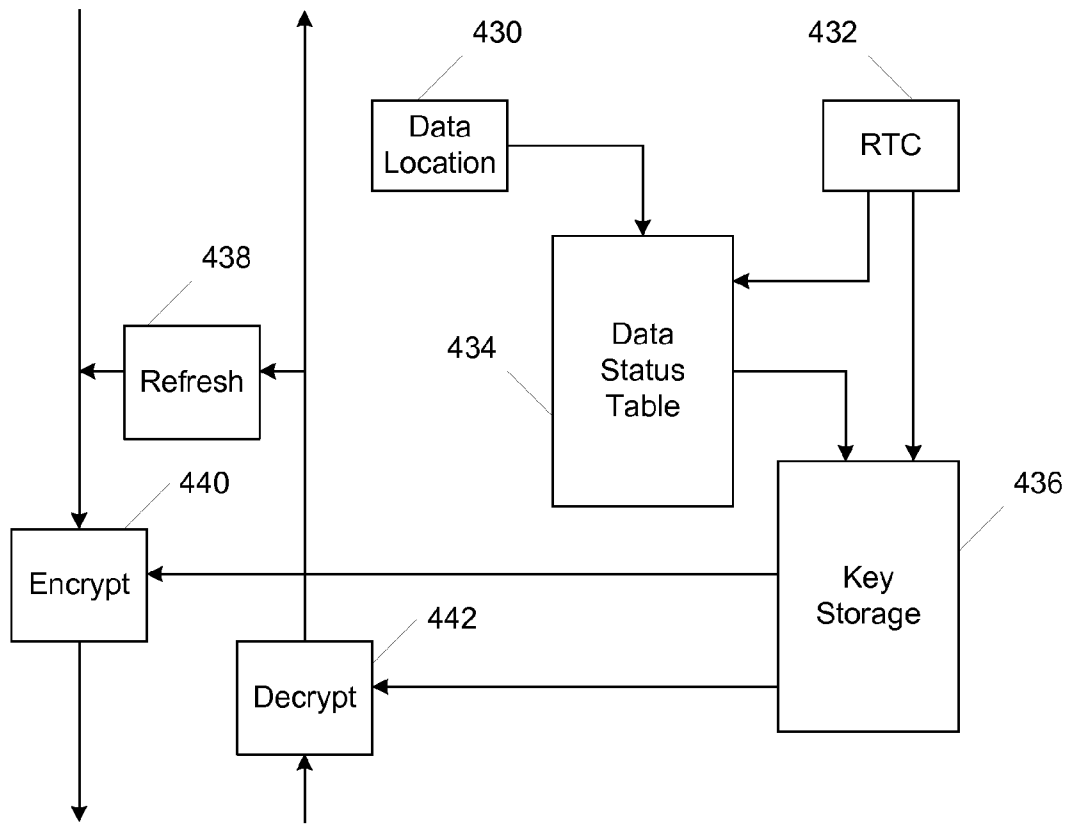 430
432
Data
Location
RTC
438
434
Data
Status
Table
Refresh
440
436
Encrypt
Key
Storage
442
Decrypt